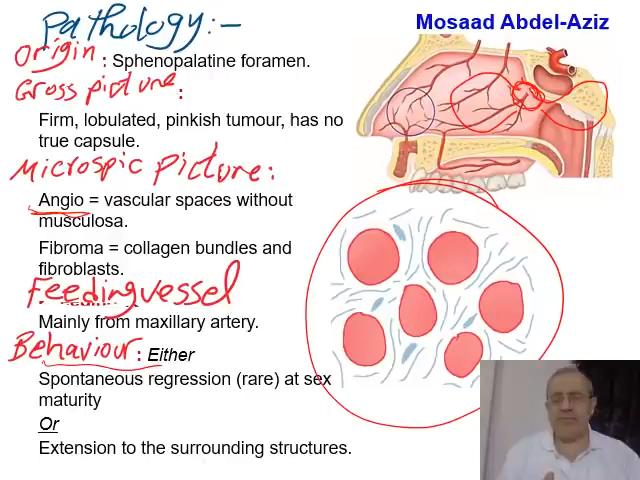 Pathology:-
Mosaad Abdel-Aziz
Origin : Sphenopalatine foramen.
Gross picture :
Firm, lobulated, pinkish tumour, has no
true capsule.
Microspic picture:
Angio = vascular spaces without
musculosa.
Fibroma = collagen bundles and
fibroblasts.
Feeding vessel
Mainly from maxillary artery.
Behaviour : Either
Spontaneous regression (rare) at sex
maturity
Or
Extension to the surrounding structures.